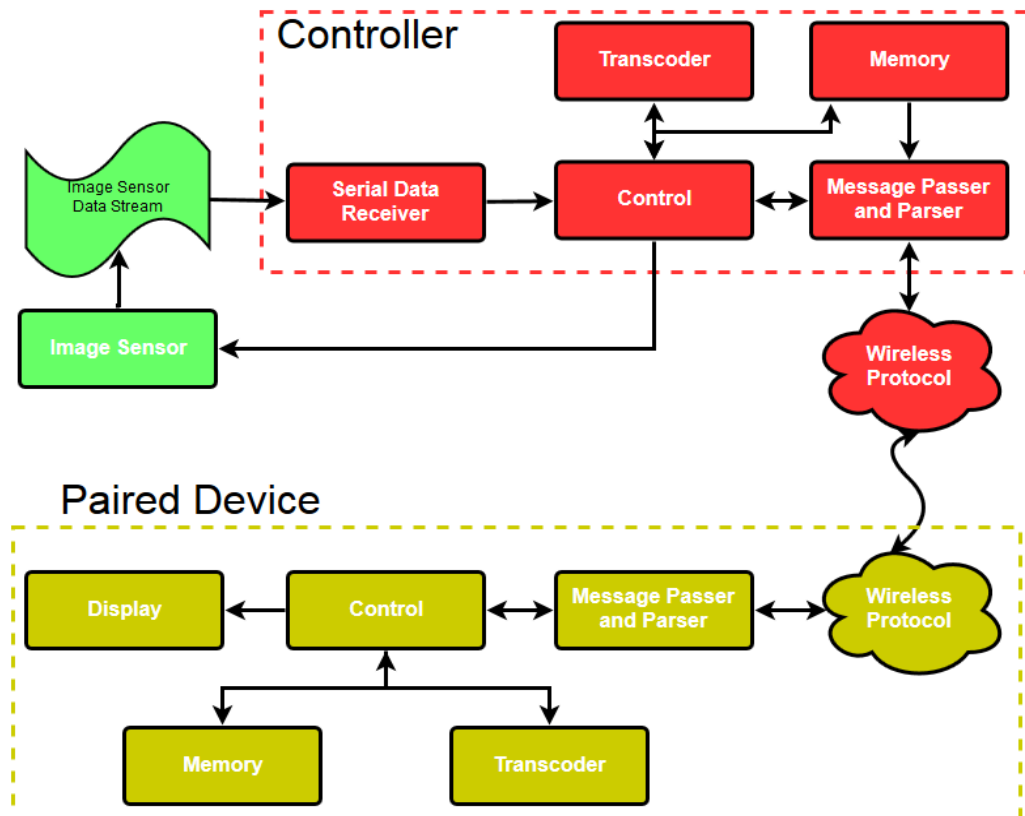 Controller
Transcoder
Memory
Image Sensor
Data Stream
Serial Data
Receiver
Control
Message Passer
and Parser
Image Sensor
Wireless
Protocol
Paired Device
Display
Control
Message Passer
and Parser
Wireless
Protocol
Memory
Transcoder